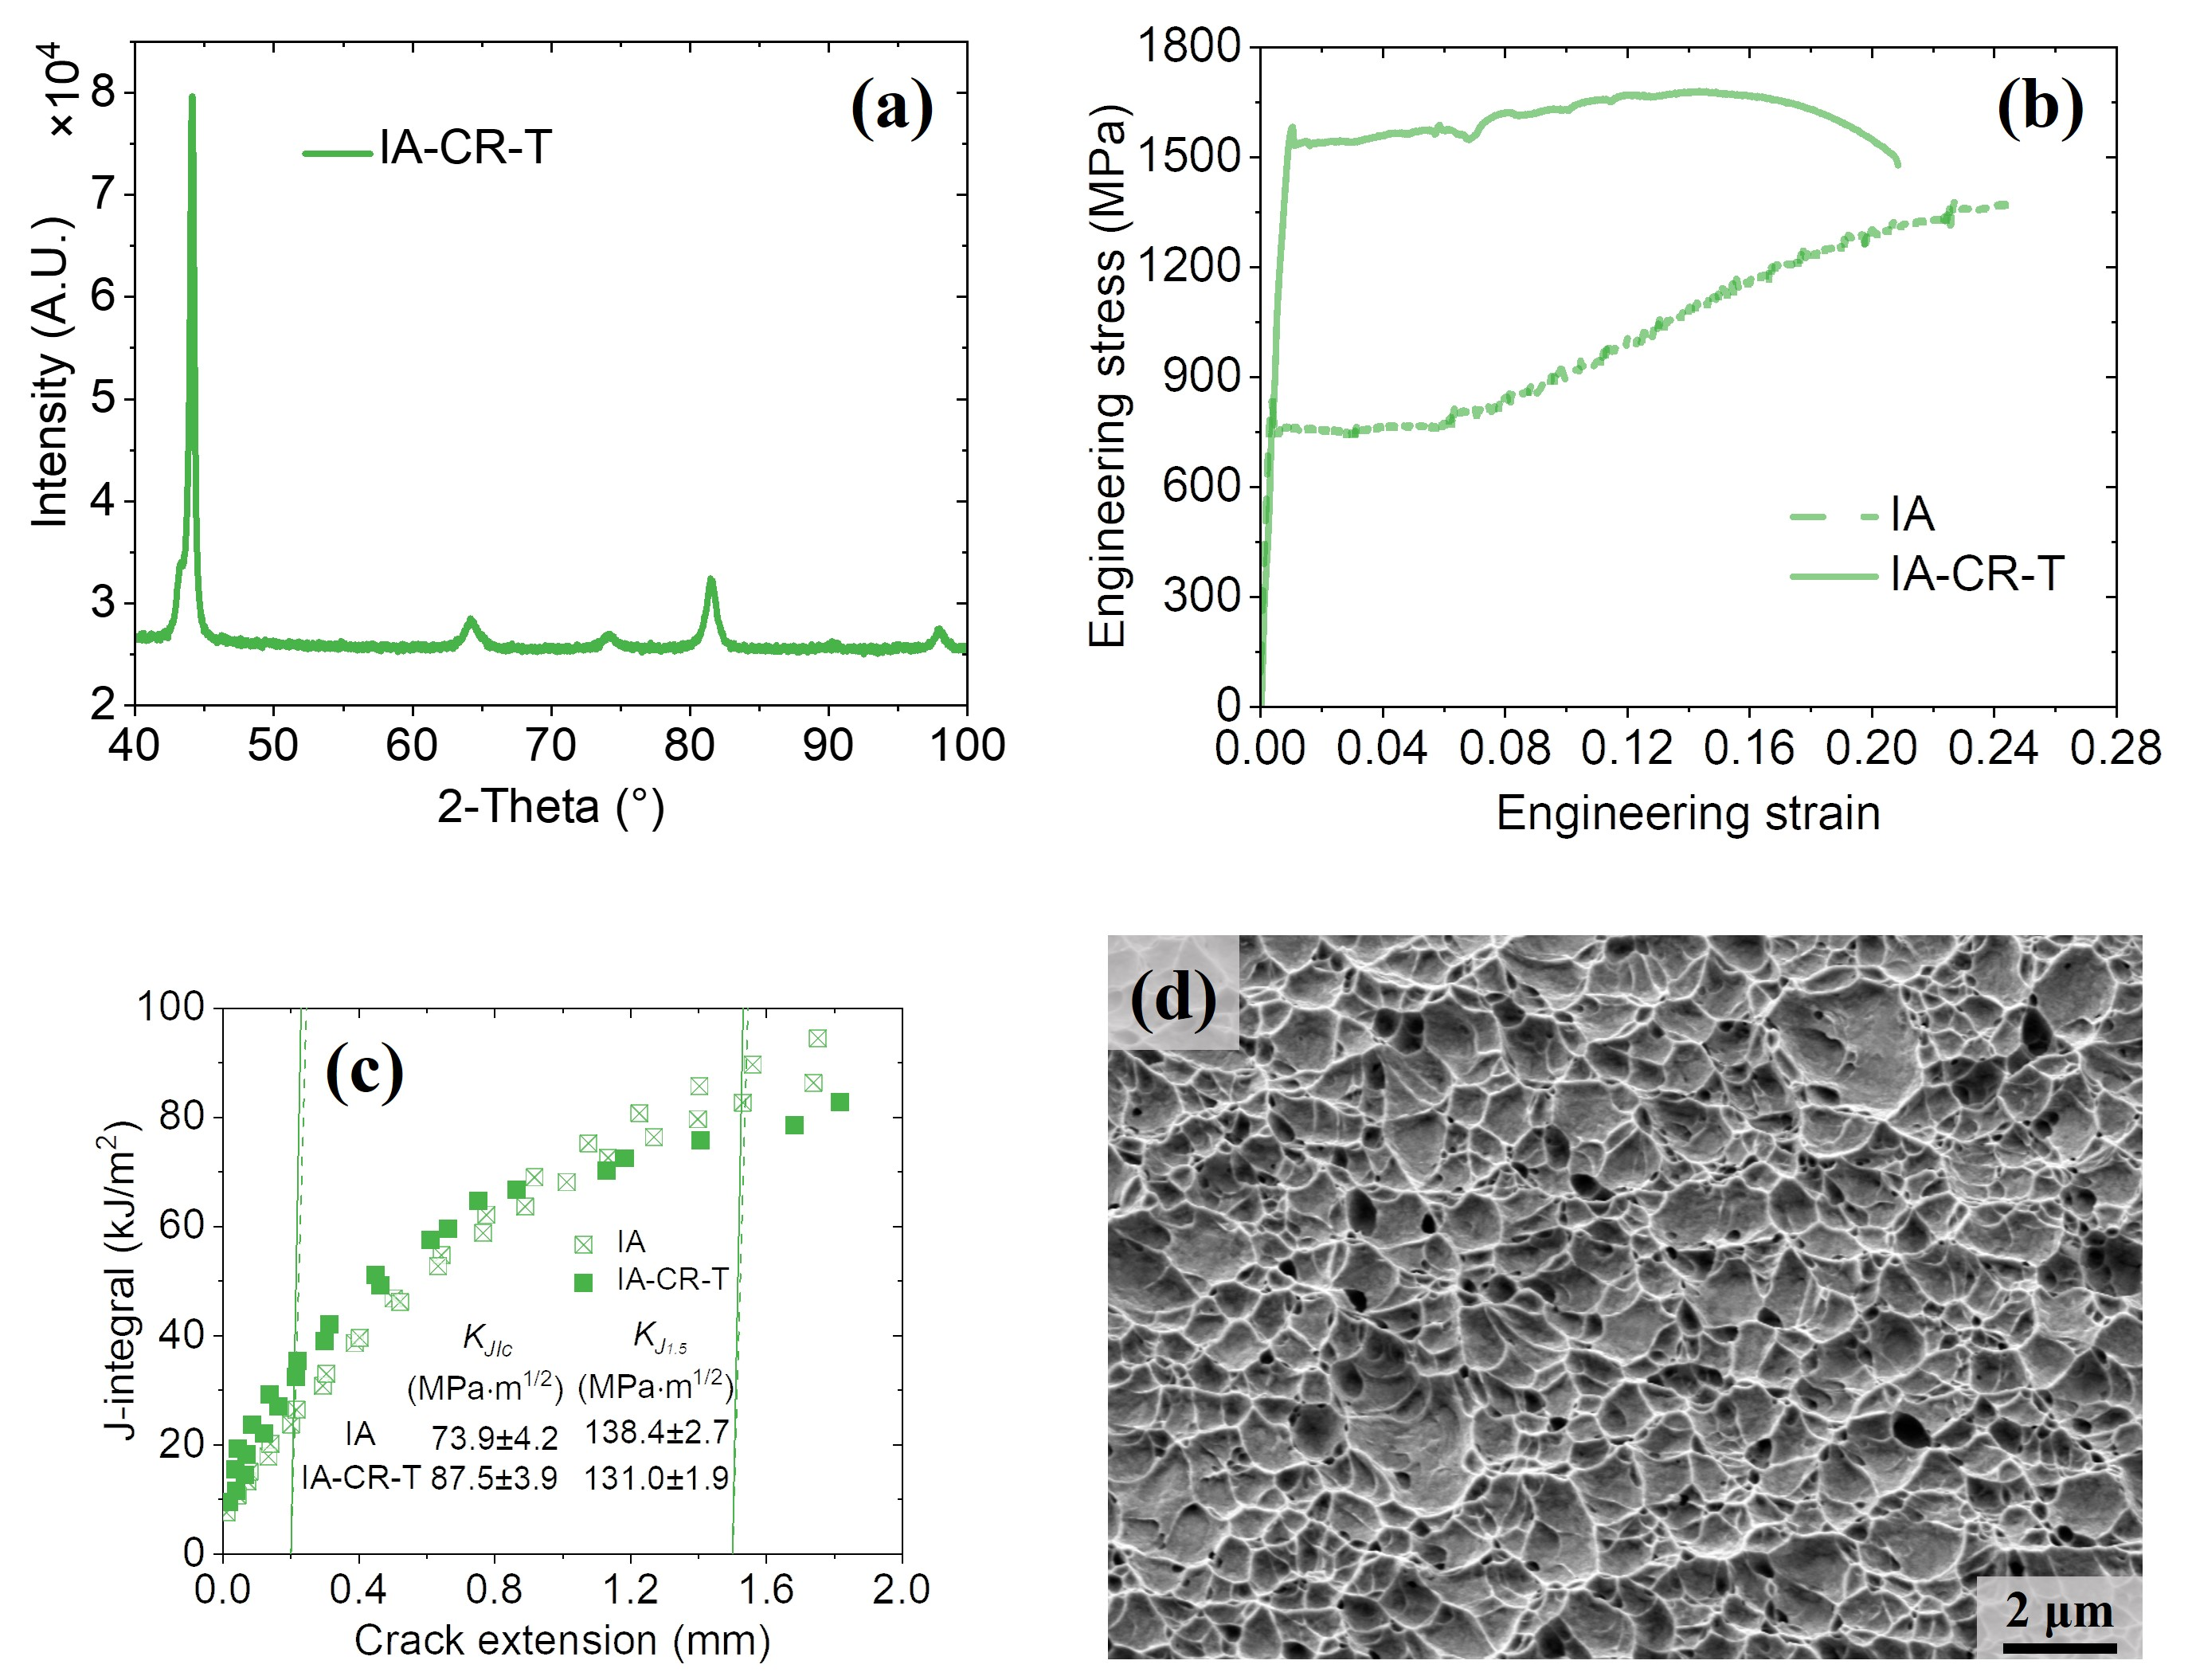 (a)
IA-CR-T
×10⁴
8
7
6
5
4
3
2
Intensity (A.U.)
40 50 60 70 80 90 100
2-Theta (°)
(b)
1800
1500
1200
900
600
300
0
Engineering stress (MPa)
IA
IA-CR-T
0.00 0.04 0.08 0.12 0.16 0.20 0.24 0.28
Engineering strain
(c)
100
80
60
40
20
0
J-integral (kJ/m²)
IA
IA-CR-T
K_JIc K_J1.5
(MPa·m^1/2) (MPa·m^1/2)
IA 73.9±4.2 138.4±2.7
IA-CR-T 87.5±3.9 131.0±1.9
0.0 0.4 0.8 1.2 1.6 2.0
Crack extension (mm)
(d)
2 μm